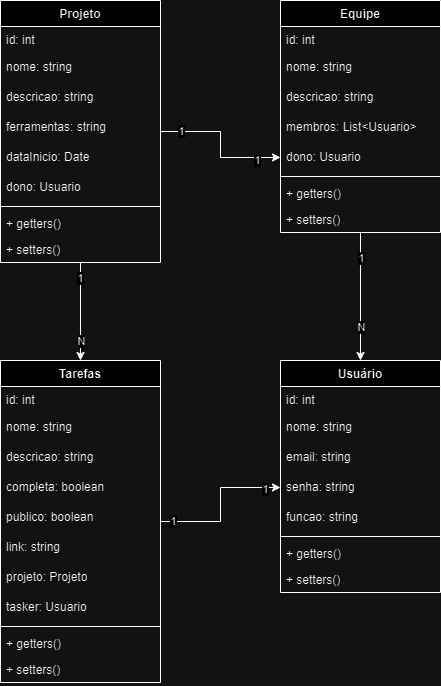 Projeto
id: int
nome: string
descricao: string
ferramentas: string
dataInicio: Date
dono: Usuario
+ getters()
+ setters()
Equipe
id: int
nome: string
descricao: string
membros: List<Usuario>
dono: Usuario
+ getters()
+ setters()
1
1
1
N
1
N
Tarefas
id: int
nome: string
descricao: string
completa: boolean
publico: boolean
link: string
projeto: Projeto
tasker: Usuario
+ getters()
+ setters()
1
1
Usuário
id: int
nome: string
email: string
senha: string
funcao: string
+ getters()
+ setters()